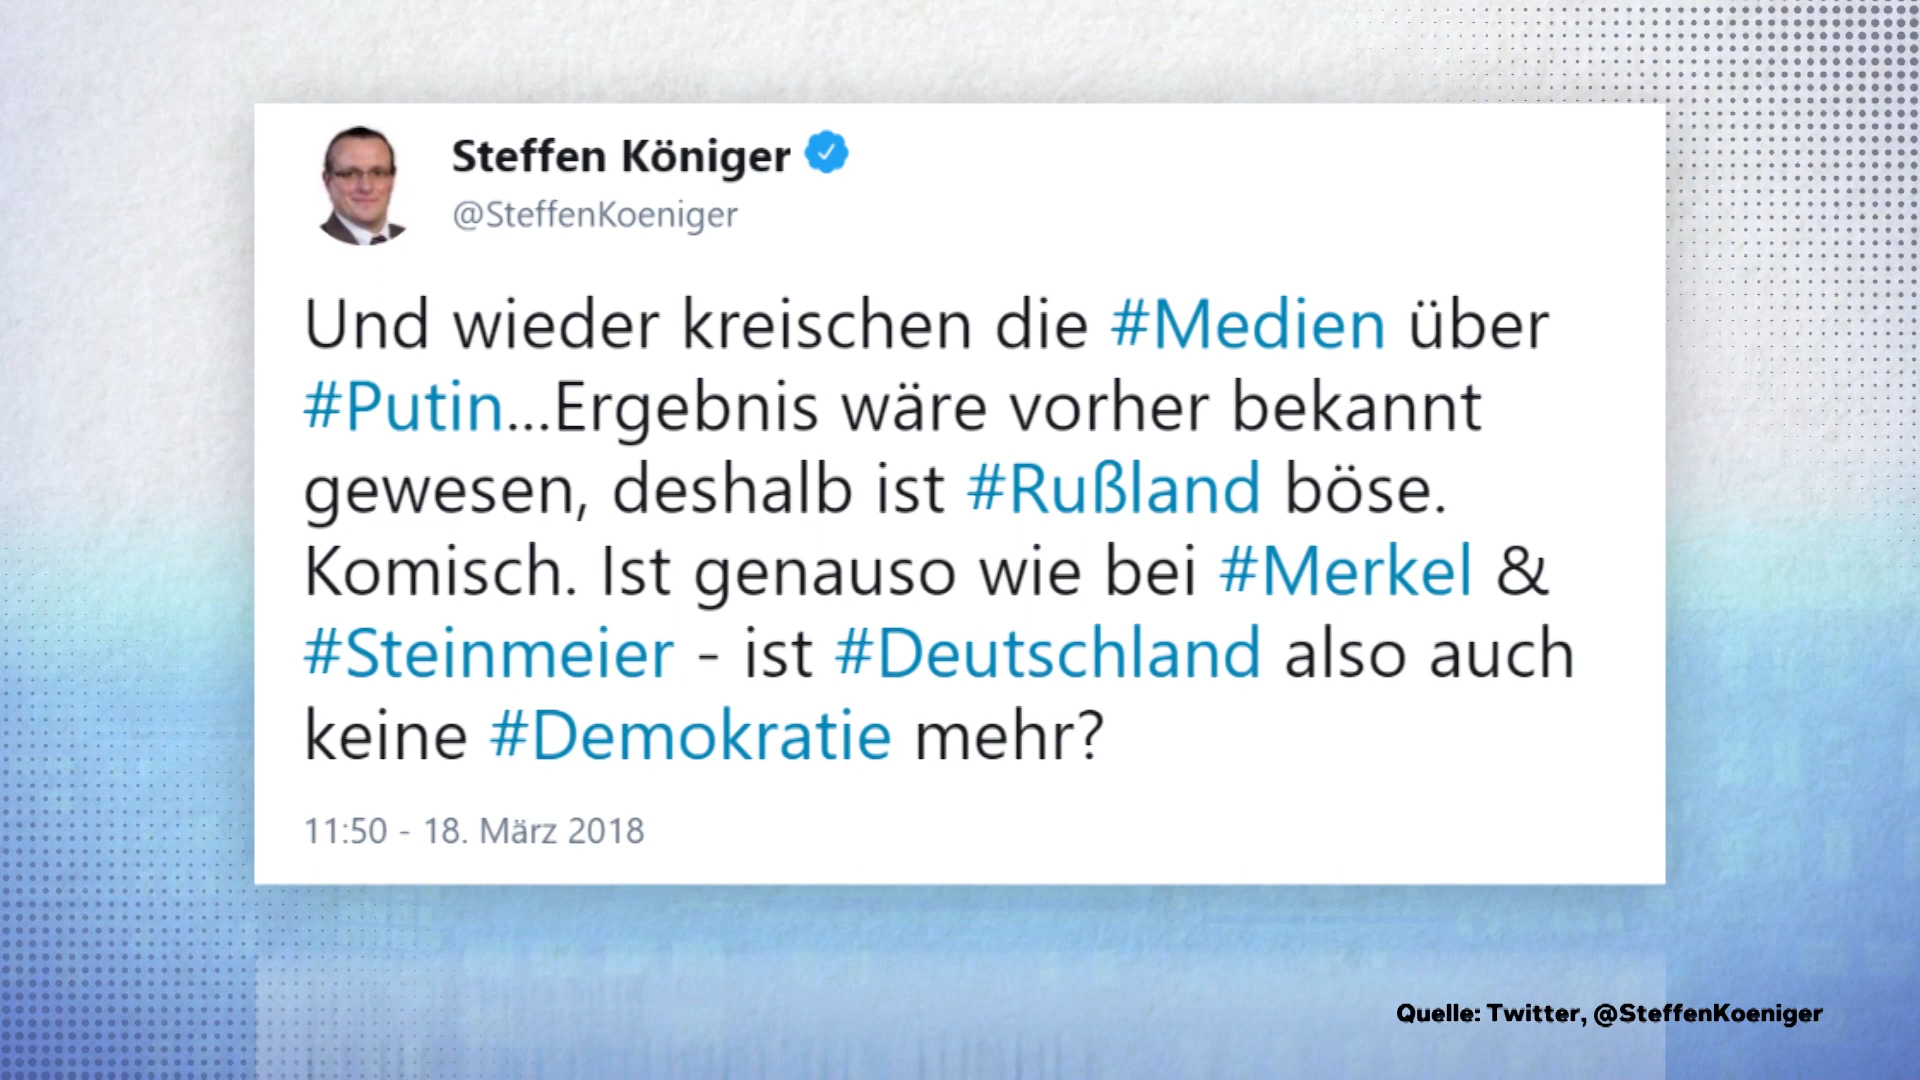 Steffen Königer
@SteffenKoeniger
Und wieder kreischen die #Medien über
#Putin...Ergebnis wäre vorher bekannt
gewesen, deshalb ist #Rußland böse.
Komisch. Ist genauso wie bei #Merkel &
#Steinmeier - ist #Deutschland also auch
keine #Demokratie mehr?
11:50 - 18. März 2018
Quelle: Twitter, @SteffenKoeniger